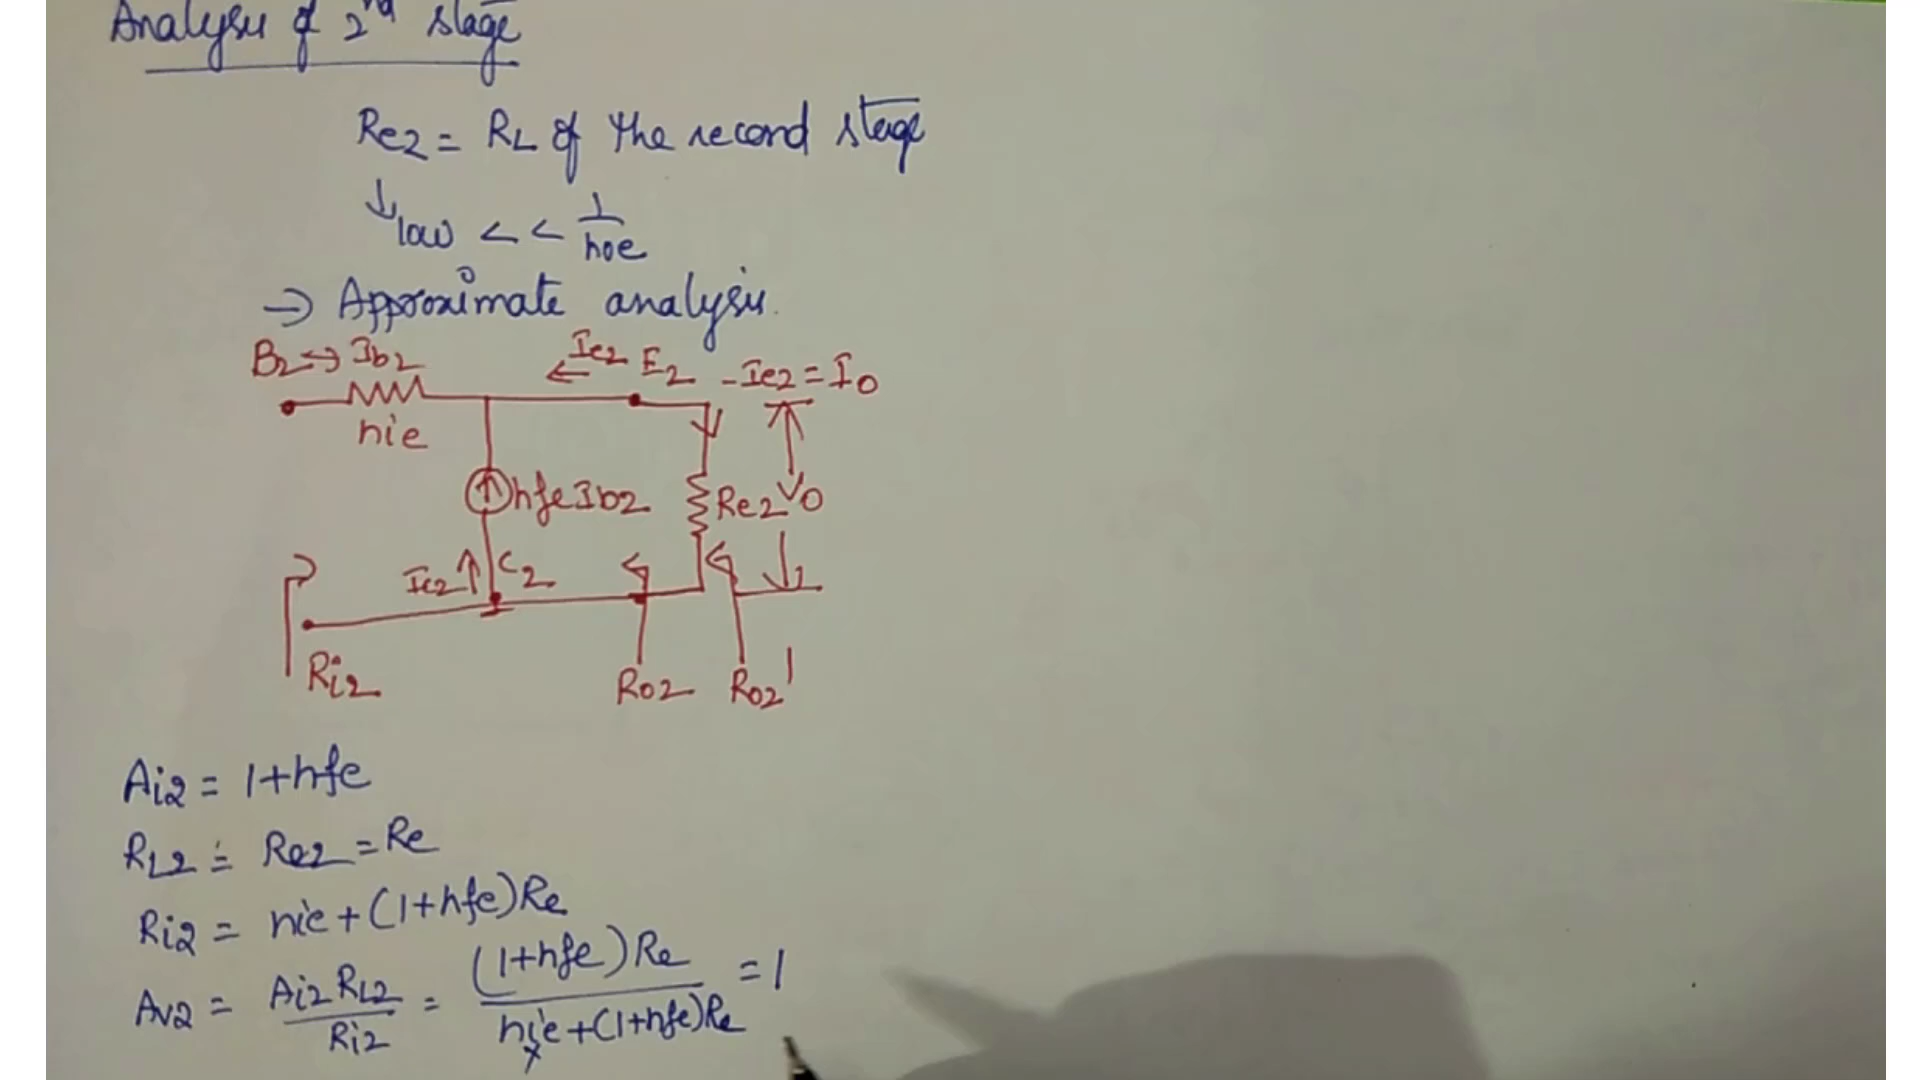 Analysis of 2nd stage
Re2 = RL of the second stage
↓ low << 1/hoe
→ Approximate analysis.
B2 → Ib2
Ie2 E2 -Ie2 = Io
hie
hfeIb2 Re2 Vo
Ic2 C2
Ri2 Ro2 Ro2'
Ai2 = 1+hfe
RL2 = Re2 = Re
Ri2 = hie+(1+hfe)Re
Av2 = Ai2 RL2 / Ri2 = (1+hfe)Re / hie+(1+hfe)Re = 1